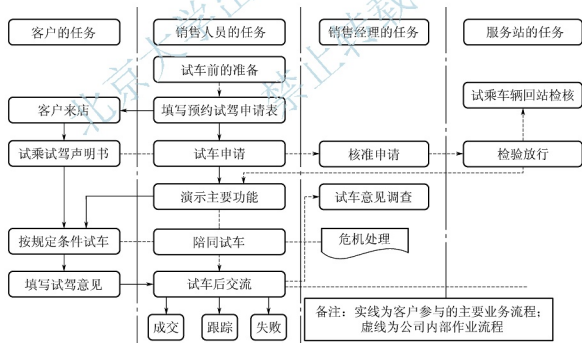 客户的任务
销售人员的任务
销售经理的任务
服务站的任务
试车前的准备
试乘车辆回站检核
客户来店
填写预约试驾申请表
试乘试驾声明书
试车申请
核准申请
检验放行
演示主要功能
试车意见调查
按规定条件试车
陪同试车
危机处理
填写试驾意见
试车后交流
成交
跟踪
失败
备注：实线为客户参与的主要业务流程；
虚线为公司内部作业流程
禁止转载